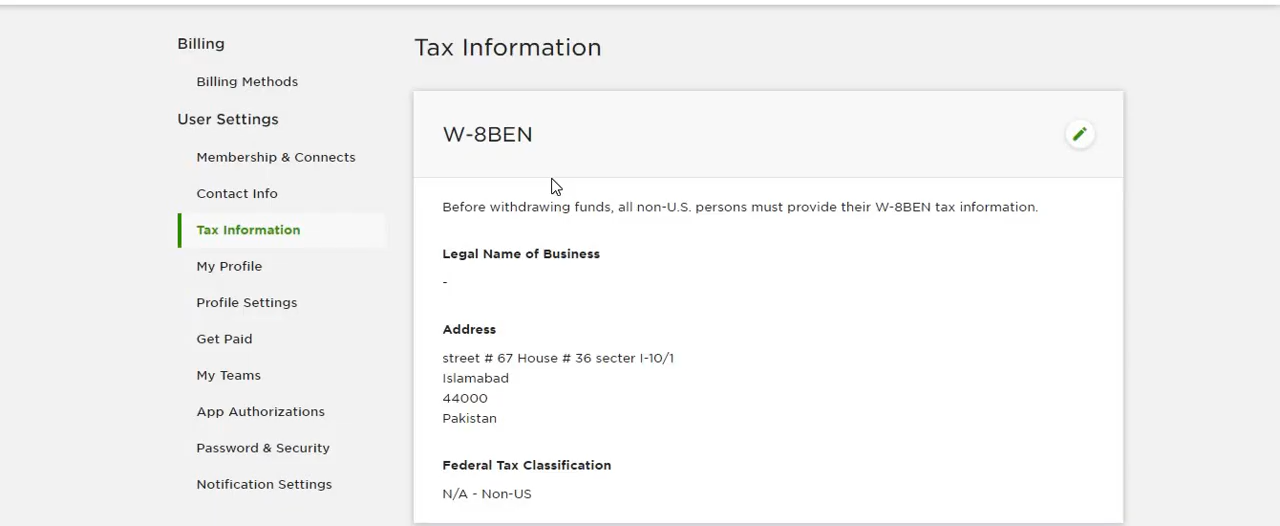 Billing
Billing Methods
User Settings
Membership & Connects
Contact Info
Tax Information
My Profile
Profile Settings
Get Paid
My Teams
App Authorizations
Password & Security
Notification Settings
Tax Information
W-8BEN
Before withdrawing funds, all non-U.S. persons must provide their W-8BEN tax information.
Legal Name of Business
-
Address
street # 67 House # 36 secter I-10/1
Islamabad
44000
Pakistan
Federal Tax Classification
N/A - Non-US